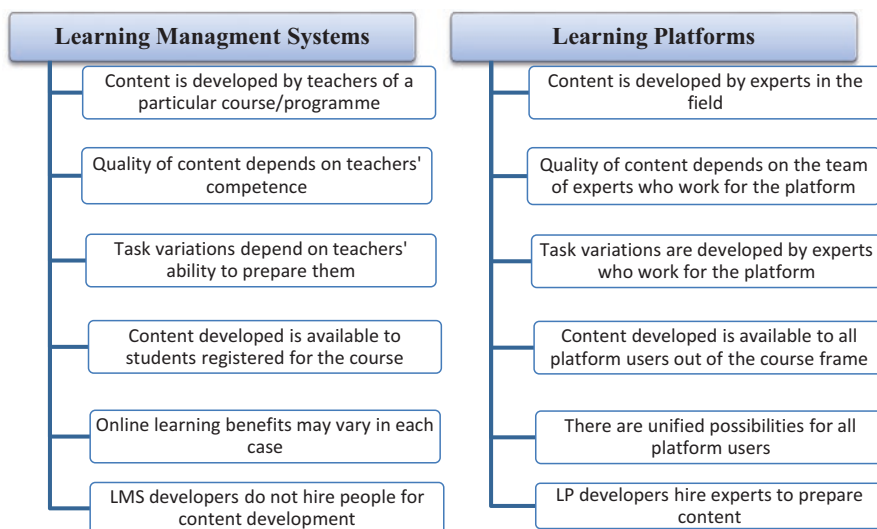 Learning Managment Systems
Content is developed by teachers of a
particular course/programme
Quality of content depends on teachers'
competence
Task variations depend on teachers'
ability to prepare them
Content developed is available to
students registered for the course
Online learning benefits may vary in each
case
LMS developers do not hire people for
content development
Learning Platforms
Content is developed by experts in the
field
Quality of content depends on the team
of experts who work for the platform
Task variations are developed by experts
who work for the platform
Content developed is available to all
platform users out of the course frame
There are unified possibilities for all
platform users
LP developers hire experts to prepare
content